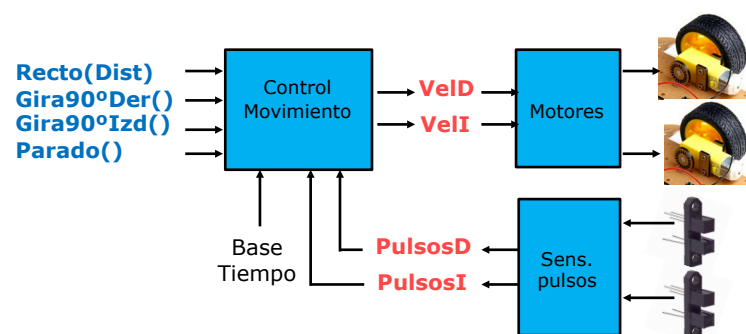 Recto(Dist)
Gira90ºDer()
Gira90ºIzd()
Parado()
Control
Movimiento
VelD
VelI
Motores
Base
Tiempo
PulsosD
PulsosI
Sens.
pulsos